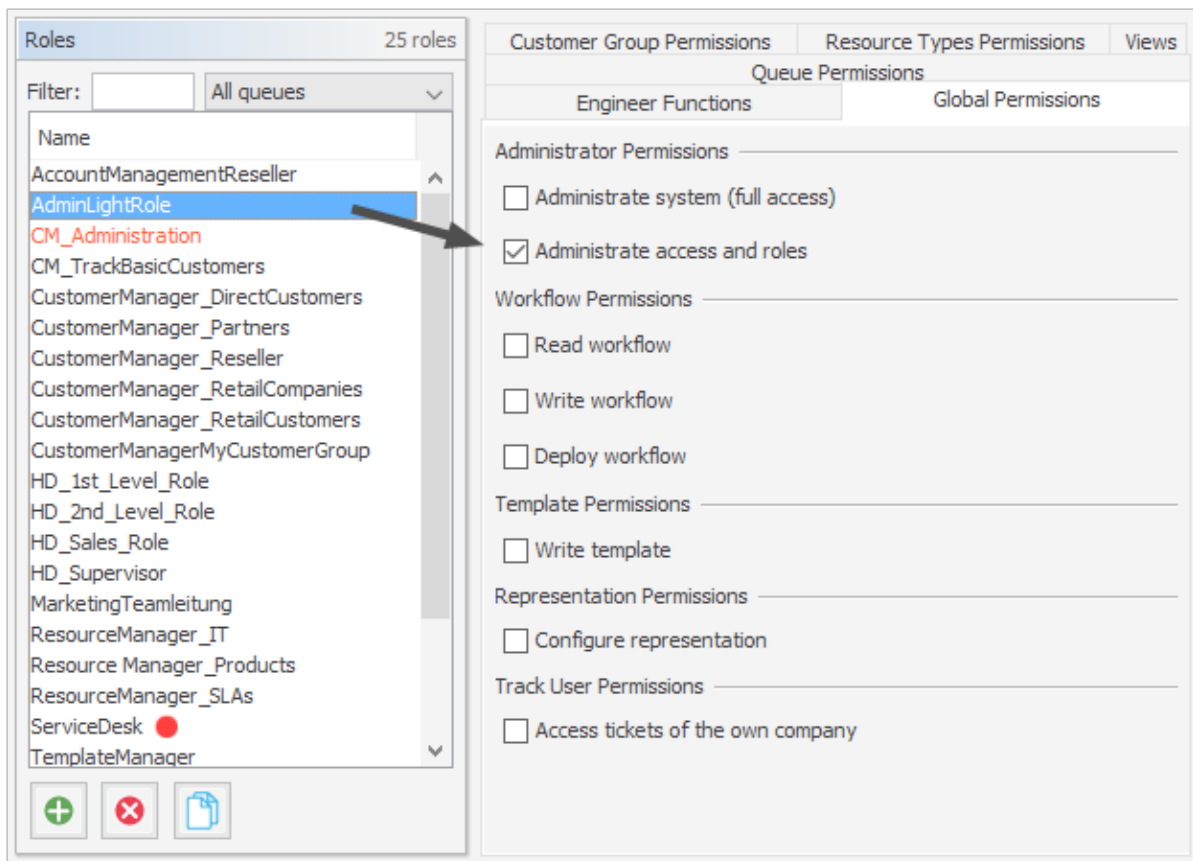 Roles 25 roles
Filter: All queues
Name
AccountManagementReseller
AdminLightRole
CM_Administration
CM_TrackBasicCustomers
CustomerManager_DirectCustomers
CustomerManager_Partners
CustomerManager_Reseller
CustomerManager_RetailCompanies
CustomerManager_RetailCustomers
CustomerManagerMyCustomerGroup
HD_1st_Level_Role
HD_2nd_Level_Role
HD_Sales_Role
HD_Supervisor
MarketingTeamleitung
ResourceManager_IT
Resource Manager_Products
ResourceManager_SLAs
ServiceDesk
TemplateManager
Customer Group Permissions Resource Types Permissions Views
Queue Permissions
Engineer Functions Global Permissions
Administrator Permissions
Administrate system (full access)
Administrate access and roles
Workflow Permissions
Read workflow
Write workflow
Deploy workflow
Template Permissions
Write template
Representation Permissions
Configure representation
Track User Permissions
Access tickets of the own company